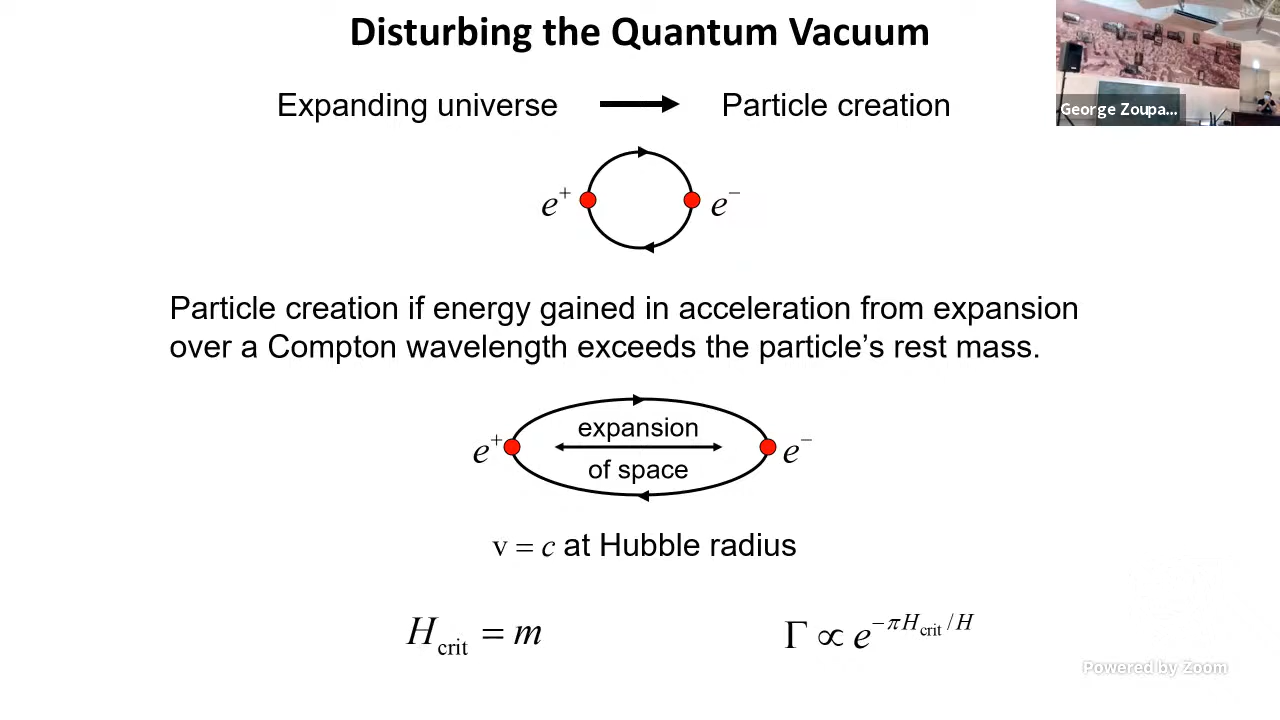 Disturbing the Quantum Vacuum
George Zoupa...
Expanding universe → Particle creation
e⁺ e⁻
Particle creation if energy gained in acceleration from expansion
over a Compton wavelength exceeds the particle’s rest mass.
expansion
e⁺ e⁻
of space
v = c at Hubble radius
H_crit = m Γ ∝ e^{−πH_crit / H}
Powered by Zoom